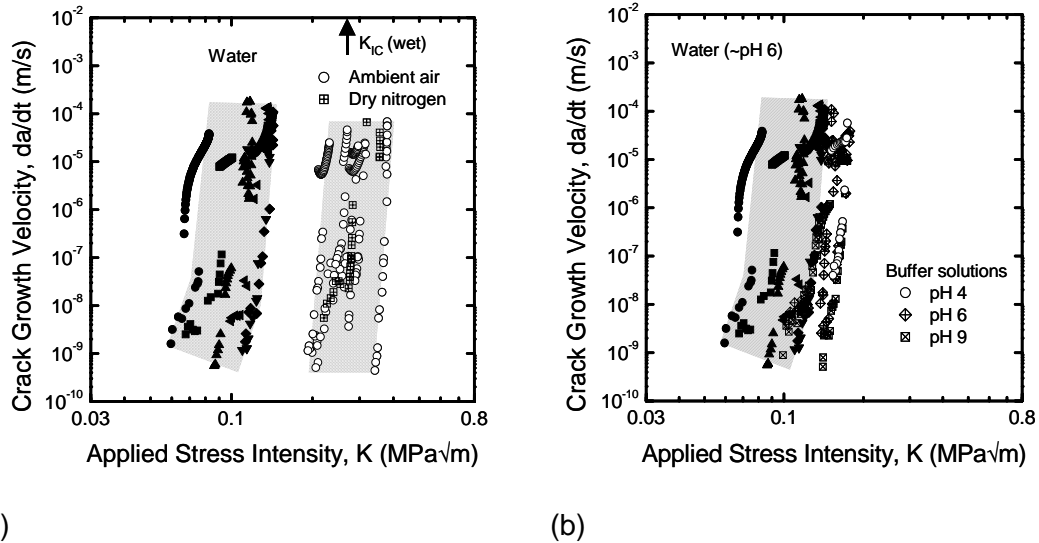 10⁻²
10⁻³
10⁻⁴
10⁻⁵
10⁻⁶
10⁻⁷
10⁻⁸
10⁻⁹
10⁻¹⁰
Crack Growth Velocity, da/dt (m/s)
Water
K_IC (wet)
Ambient air
Dry nitrogen
0.03
0.1
0.8
Applied Stress Intensity, K (MPa√m)
)
10⁻²
10⁻³
10⁻⁴
10⁻⁵
10⁻⁶
10⁻⁷
10⁻⁸
10⁻⁹
10⁻¹⁰
Crack Growth Velocity, da/dt (m/s)
Water (~pH 6)
Buffer solutions
pH 4
pH 6
pH 9
0.03
0.1
0.8
Applied Stress Intensity, K (MPa√m)
(b)